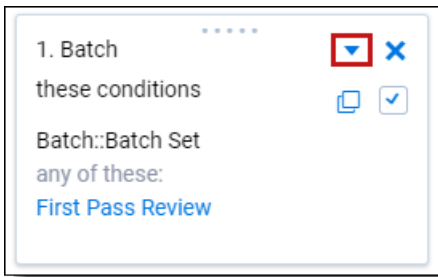 1. Batch
these conditions
Batch::Batch Set
any of these:
First Pass Review